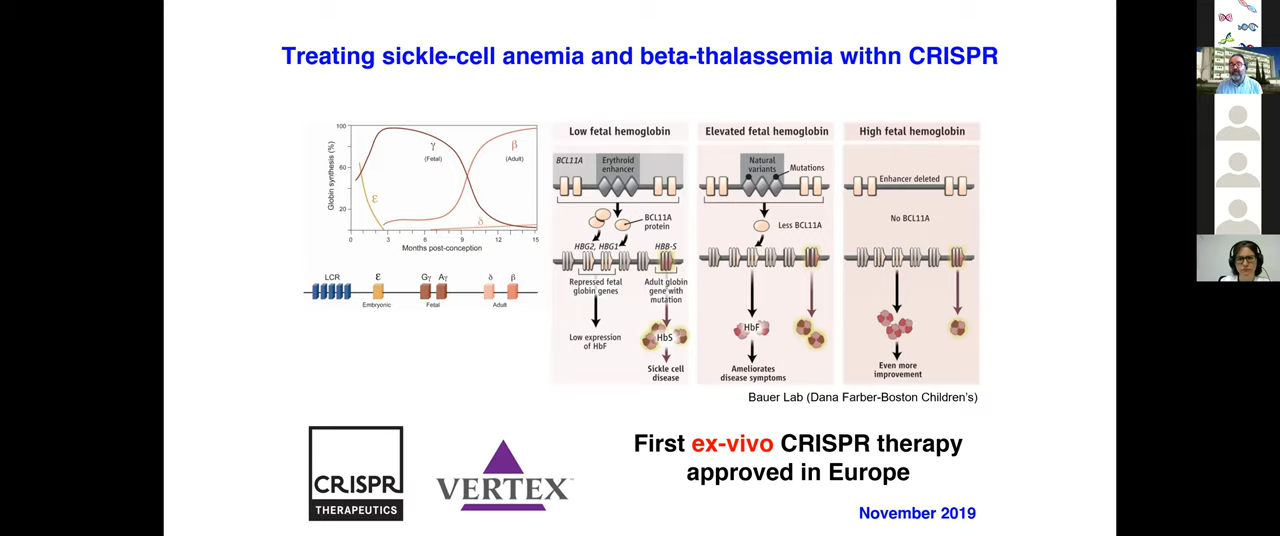 Treating sickle-cell anemia and beta-thalassemia withn CRISPR
100
60
20
Globin synthesis (%)
γ
(Fetal)
β
(Adult)
ε
δ
0
3
6
9
12
15
Months post-conception
LCR
ε
Gγ
Aγ
δ
β
Embryonic
Fetal
Adult
Low fetal hemoglobin
BCL11A
Erythroid
enhancer
BCL11A
protein
HBG2, HBG1
HBB-S
Repressed fetal
globin genes
Adult globin
gene with
mutation
Low expression
of HbF
HbS
Sickle cell
disease
Elevated fetal hemoglobin
Natural
variants
Mutations
Less BCL11A
HbF
Ameliorates
disease symptoms
High fetal hemoglobin
Enhancer deleted
No BCL11A
Even more
improvement
Bauer Lab (Dana Farber-Boston Children's)
CRISPR
THERAPEUTICS
VERTEX
First ex-vivo CRISPR therapy
approved in Europe
November 2019